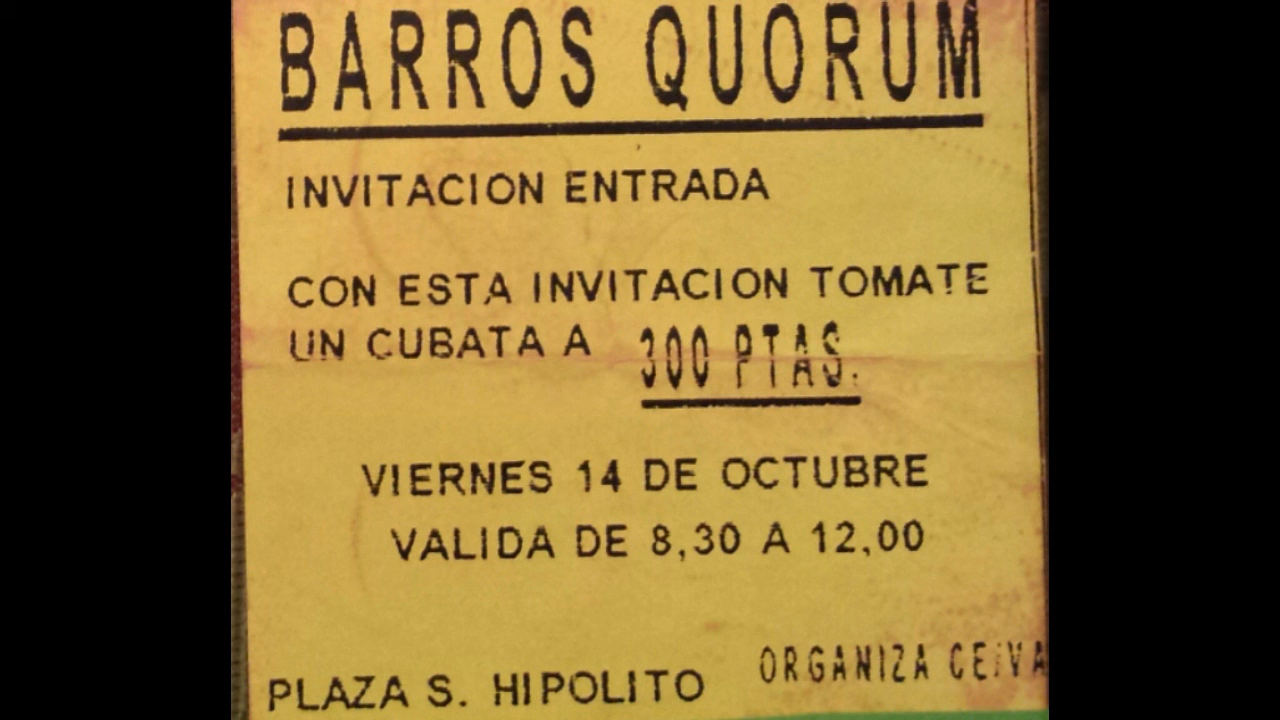 BARROS QUORUM
INVITACION ENTRADA
CON ESTA INVITACION TOMATE
UN CUBATA A 300 PTAS.
VIERNES 14 DE OCTUBRE
VALIDA DE 8,30 A 12,00
ORGANIZA
PLAZA S. HIPOLITO